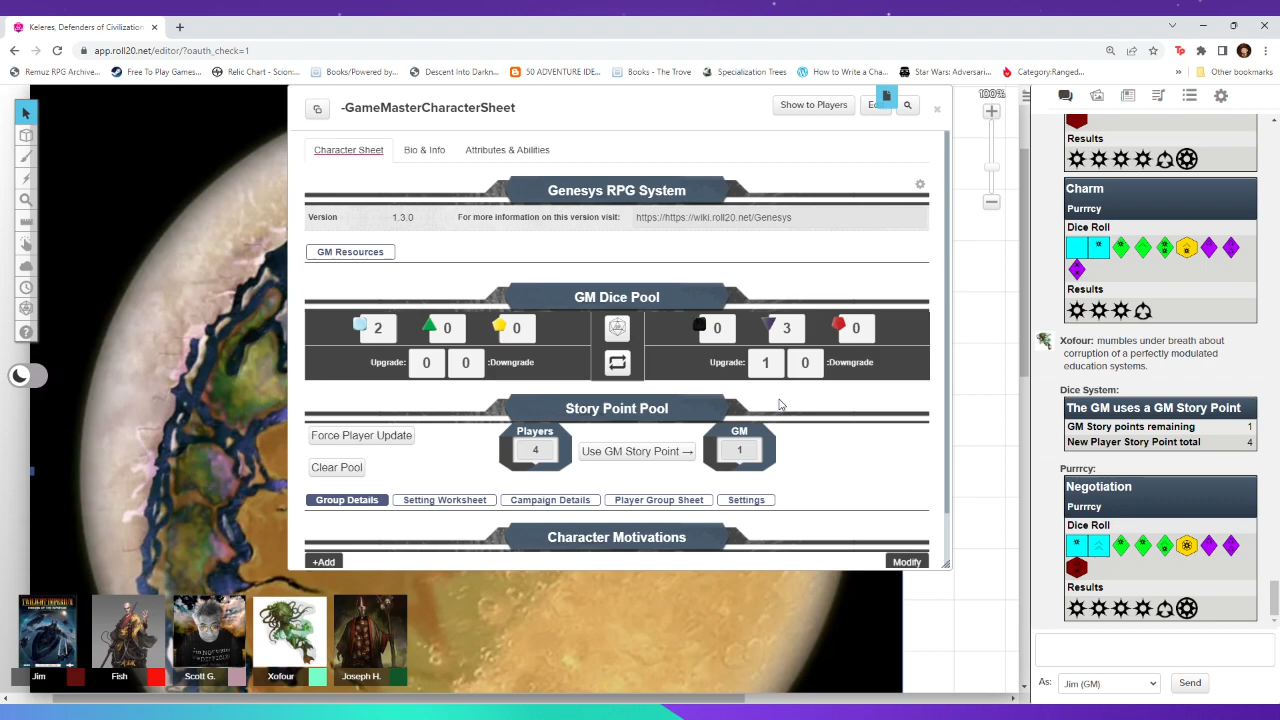 Keleres, Defenders of Civilization
app.roll20.net/editor/?oauth_check=1
Remuz RPG Archive...
Free To Play Games...
Relic Chart - Scion:...
Books/Powered by...
Descent Into Darkn...
50 ADVENTURE IDE...
Books - The Trove
Specialization Trees
How to Write a Cha...
Star Wars: Adversari...
Category:Ranged...
»
Other bookmarks
-GameMasterCharacterSheet
Show to Players
Character Sheet
Bio & Info
Attributes & Abilities
Genesys RPG System
Version
1.3.0
For more information on this version visit:
https://https://wiki.roll20.net/Genesys
GM Resources
GM Dice Pool
2
0
0
0
3
0
Upgrade:
0
0
:Downgrade
Upgrade:
1
0
:Downgrade
Story Point Pool
Force Player Update
Players
4
Use GM Story Point →
GM
1
Clear Pool
Group Details
Setting Worksheet
Campaign Details
Player Group Sheet
Settings
Character Motivations
+Add
Modify
100%
Jim
Fish
Scott G.
Xofour
Joseph H.
Results
Charm
Purrrcy
Dice Roll
Results
Xofour: mumbles under breath about
corruption of a perfectly modulated
education systems.
Dice System:
The GM uses a GM Story Point
GM Story points remaining 1
New Player Story Point total 4
Purrrcy:
Negotiation
Purrrcy
Dice Roll
Results
As:
Jim (GM)
Send